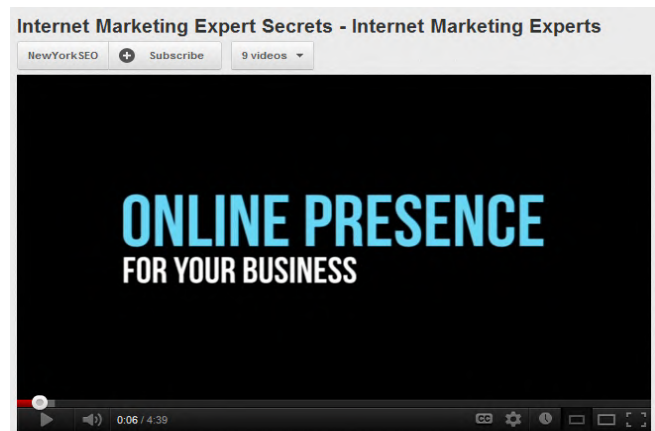 Internet Marketing Expert Secrets - Internet Marketing Experts
NewYorkSEO Subscribe 9 videos
ONLINE PRESENCE
FOR YOUR BUSINESS
0:06 / 4:39 CC